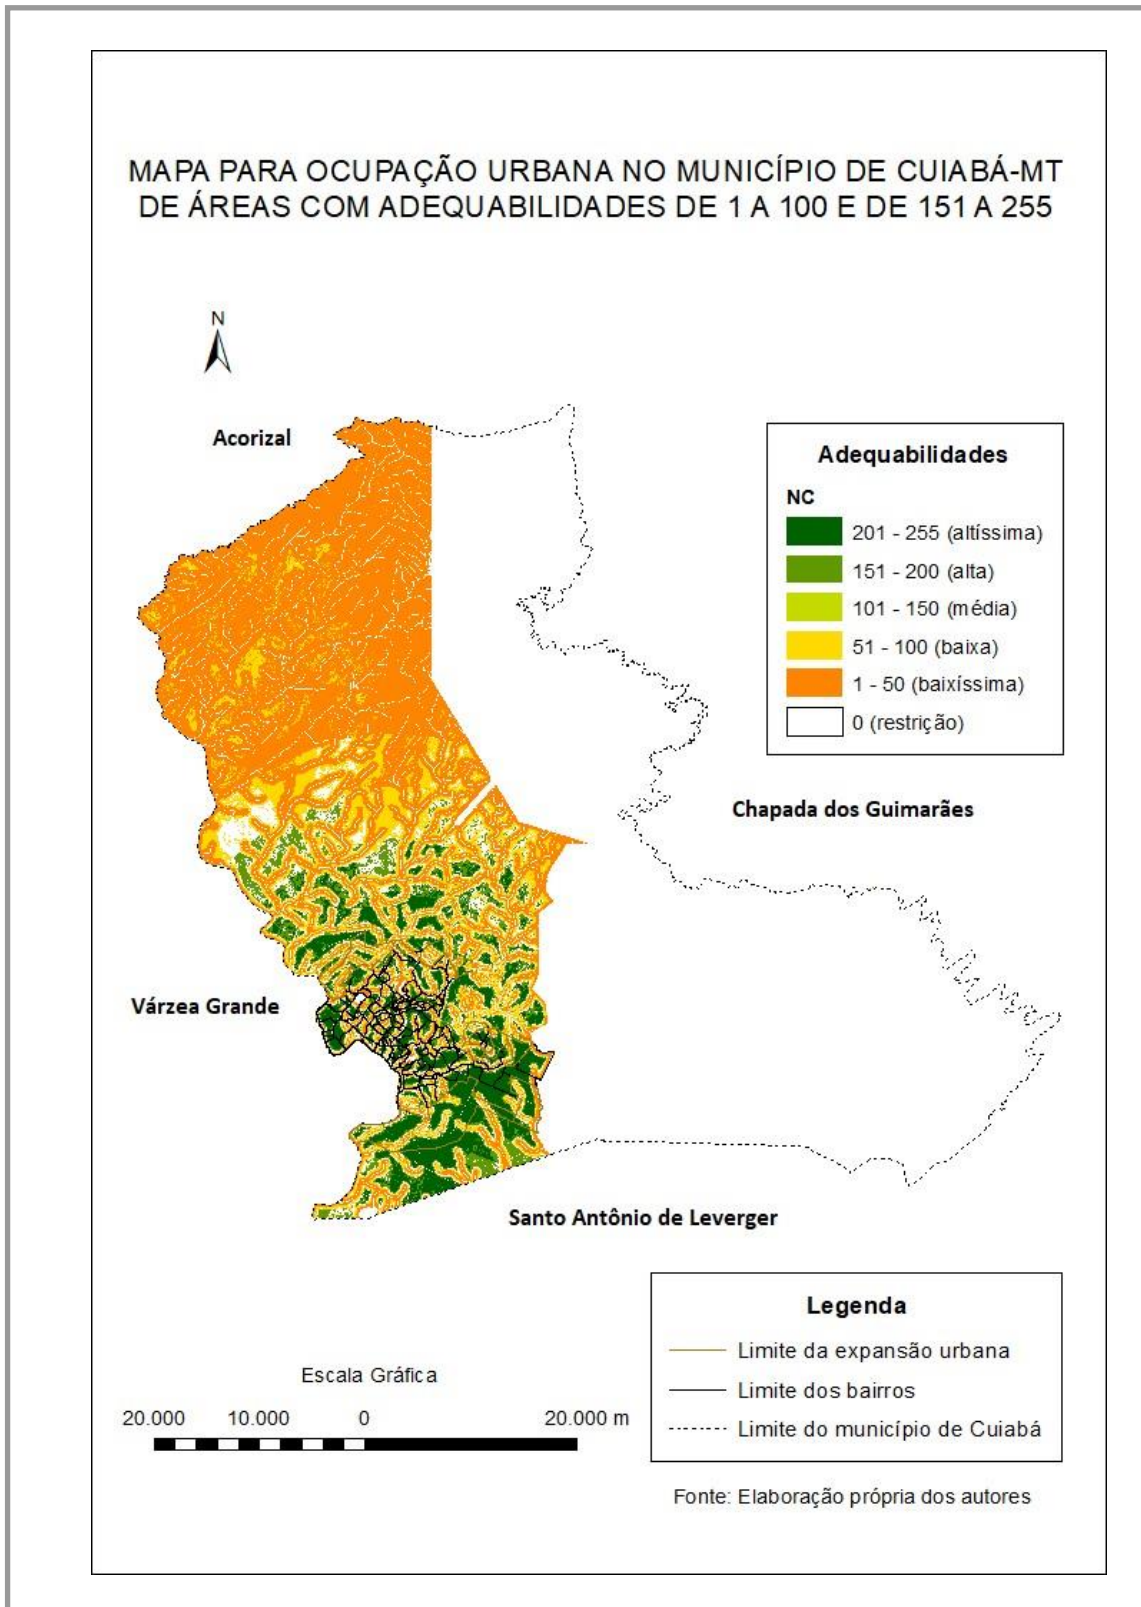 MAPA PARA OCUPAÇÃO URBANA NO MUNICÍPIO DE CUIABÁ-MT
DE ÁREAS COM ADEQUABILIDADES DE 1 A 100 E DE 151 A 255
N
Acorizal
Adequabilidades
NC
201 - 255 (altíssima)
151 - 200 (alta)
101 - 150 (média)
51 - 100 (baixa)
1 - 50 (baixíssima)
0 (restrição)
Chapada dos Guimarães
Várzea Grande
Santo Antônio de Leverger
Legenda
Limite da expansão urbana
Limite dos bairros
Limite do município de Cuiabá
Escala Gráfica
20.000 10.000 0 20.000 m
Fonte: Elaboração própria dos autores